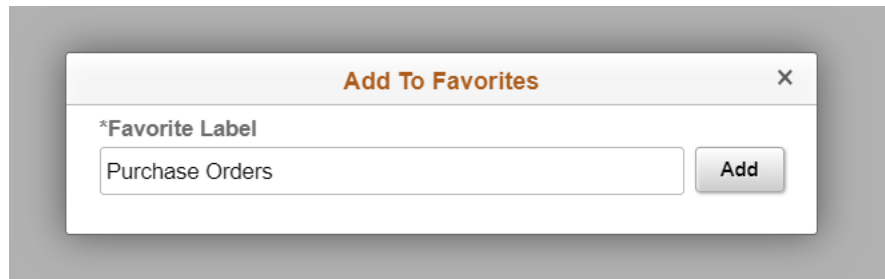 Add To Favorites ×
*Favorite Label
Purchase Orders Add